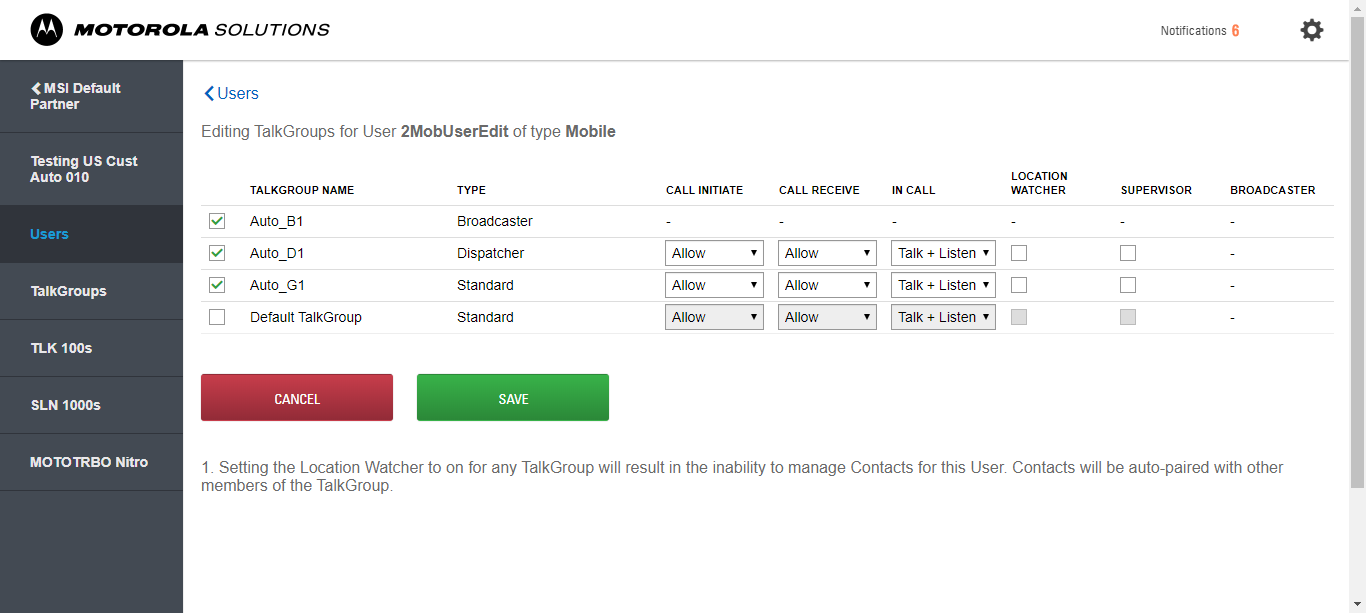 MOTOROLA SOLUTIONS
Notifications 6
MSI Default
Partner
Testing US Cust
Auto 010
Users
TalkGroups
TLK 100s
SLN 1000s
MOTOTRBO Nitro
Users
Editing TalkGroups for User 2MobUserEdit of type Mobile
TALKGROUP NAME TYPE CALL INITIATE CALL RECEIVE IN CALL LOCATION WATCHER SUPERVISOR BROADCASTER
Auto_B1 Broadcaster - - - - - -
Auto_D1 Dispatcher Allow Allow Talk + Listen -
Auto_G1 Standard Allow Allow Talk + Listen -
Default TalkGroup Standard Allow Allow Talk + Listen -
CANCEL SAVE
1. Setting the Location Watcher to on for any TalkGroup will result in the inability to manage Contacts for this User. Contacts will be auto-paired with other
members of the TalkGroup.